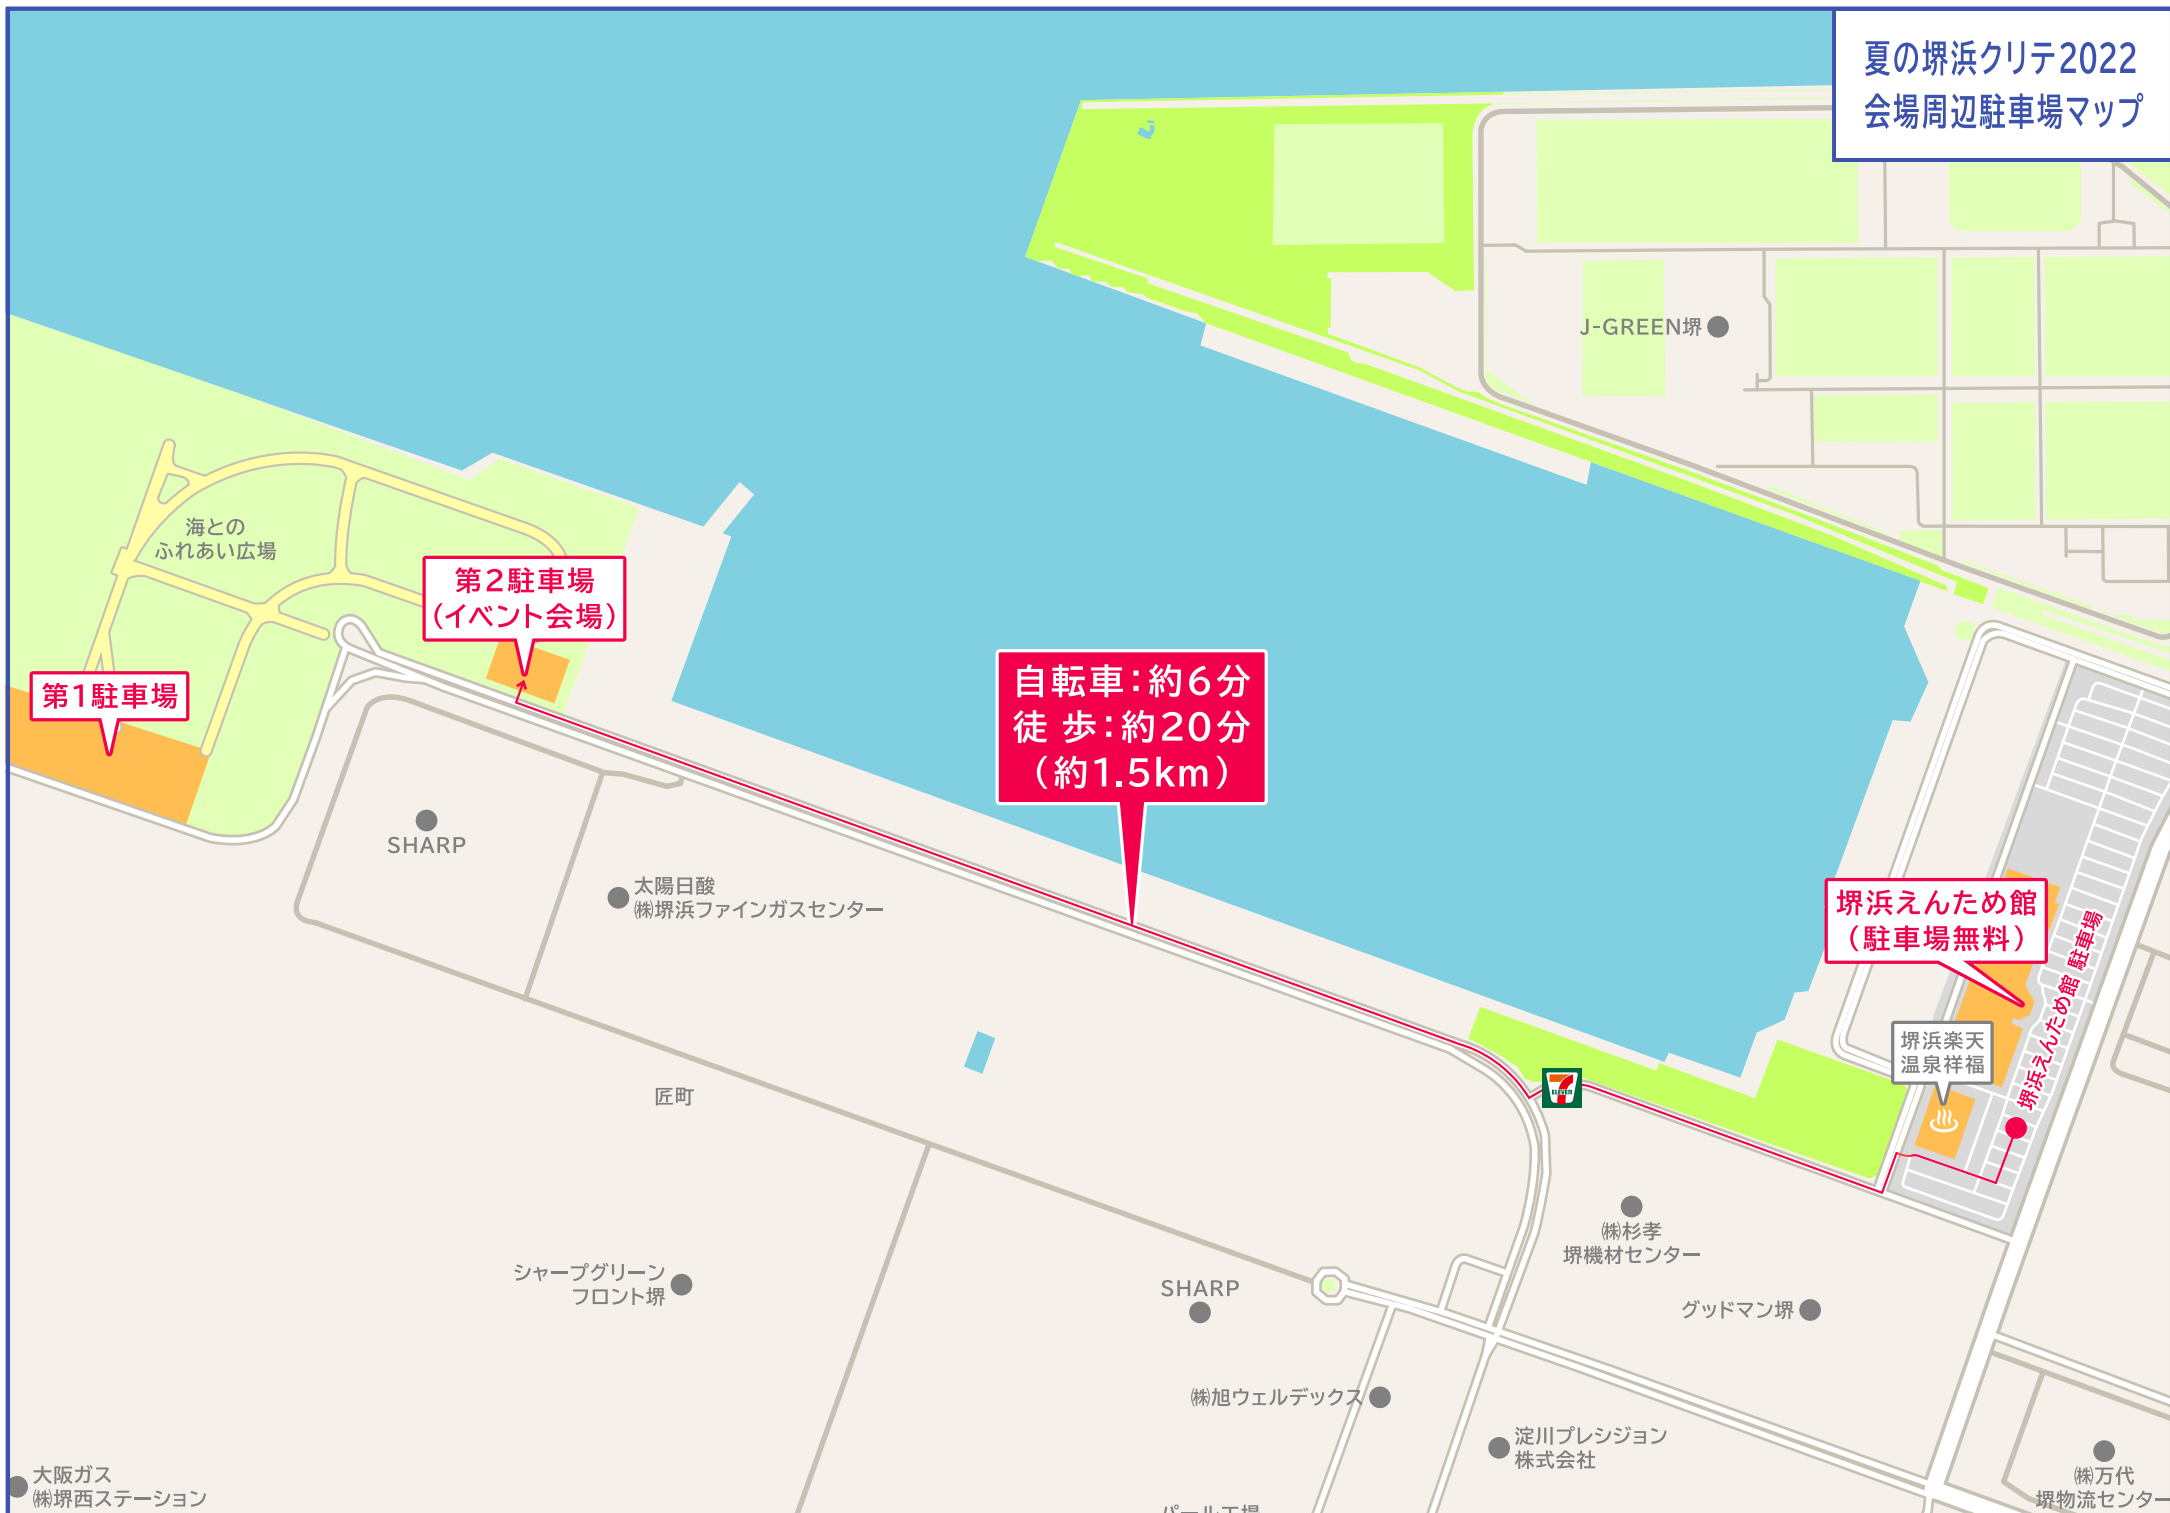 夏の堺浜クリテ2022
会場周辺駐車場マップ
J-GREEN堺
海との
ふれあい広場
第2駐車場
（イベント会場）
第1駐車場
自転車：約6分
徒 歩：約20分
（約1.5km）
SHARP
太陽日酸
㈱堺浜ファインガスセンター
堺浜えんため館
（駐車場無料）
堺浜えんため館 駐車場
堺浜楽天
温泉祥福
7
ELEVEN
匠町
㈱杉孝
堺機材センター
シャープグリーン
フロント堺
SHARP
グッドマン堺
㈱旭ウェルデックス
淀川プレシジョン
株式会社
大阪ガス
㈱堺西ステーション
㈱万代
堺物流センター
パール工場